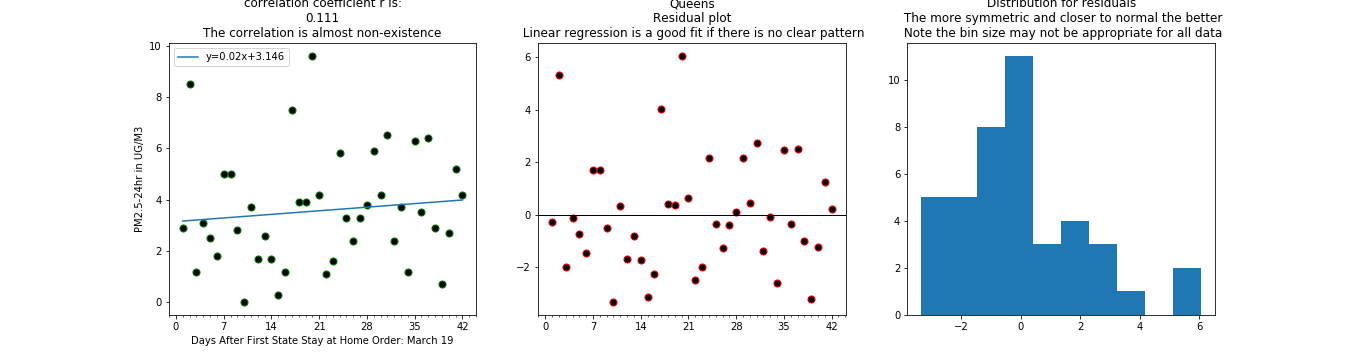 correlation coefficient r is:
0.111
The correlation is almost non-existence
y=0.02x+3.146
PM2.5-24hr in UG/M3
10
8
6
4
2
0
0 7 14 21 28 35 42
Days After First State Stay at Home Order: March 19
Queens
Residual plot
Linear regression is a good fit if there is no clear pattern
6
4
2
0
−2
0 7 14 21 28 35 42
Distribution for residuals
The more symmetric and closer to normal the better
Note the bin size may not be appropriate for all data
10
8
6
4
2
0
−2 0 2 4 6